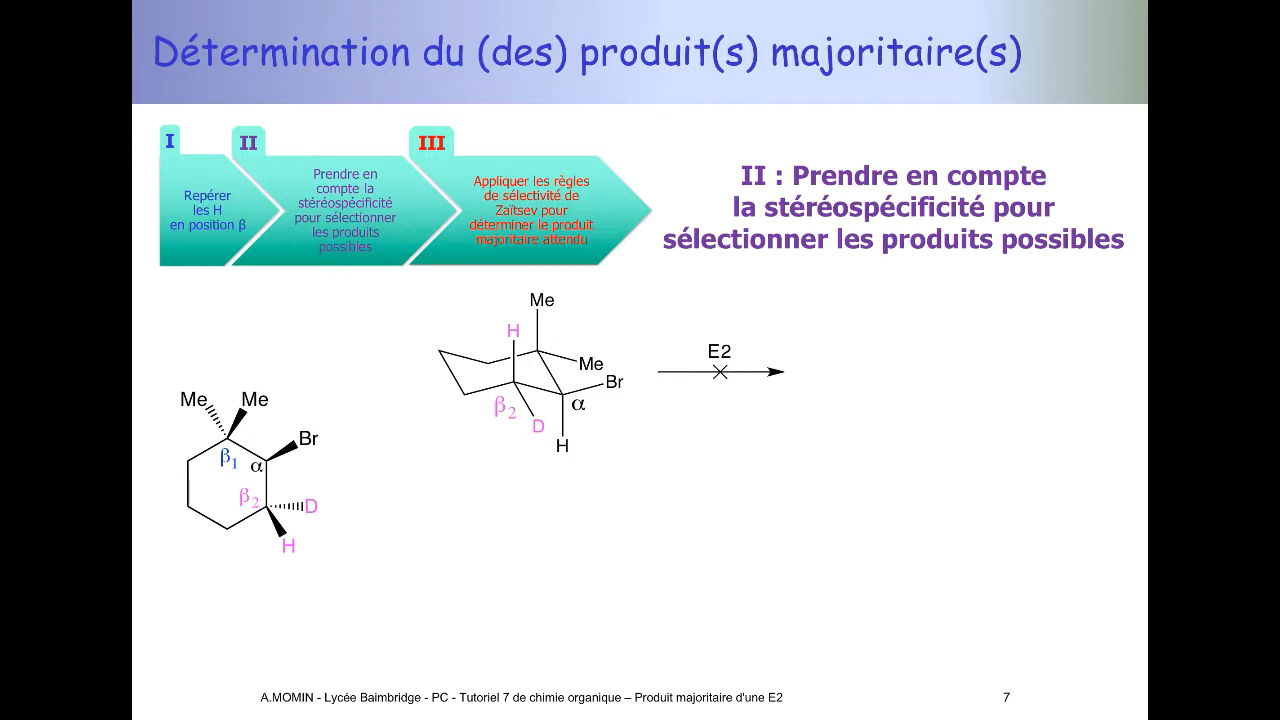 Détermination du (des) produit(s) majoritaire(s)
I
II
III
Repérer
les H
en position β
Prendre en
compte la
stéréospécificité
pour sélectionner
les produits
possibles
Appliquer les règles
de sélectivité de
Zaïtsev pour
déterminer le produit
majoritaire attendu
II : Prendre en compte
la stéréospécificité pour
sélectionner les produits possibles
Me
H
Me
Br
β2
α
D
H
E2
Me
Me
Br
β1
α
β2
D
H
A.MOMIN - Lycée Baimbridge - PC - Tutoriel 7 de chimie organique – Produit majoritaire d'une E2
7